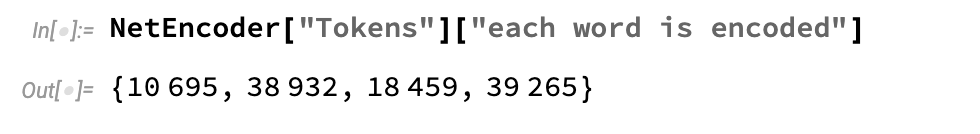 In[•]:= NetEncoder["Tokens"]["each word is encoded"]
Out[•]= {10 695, 38 932, 18 459, 39 265}